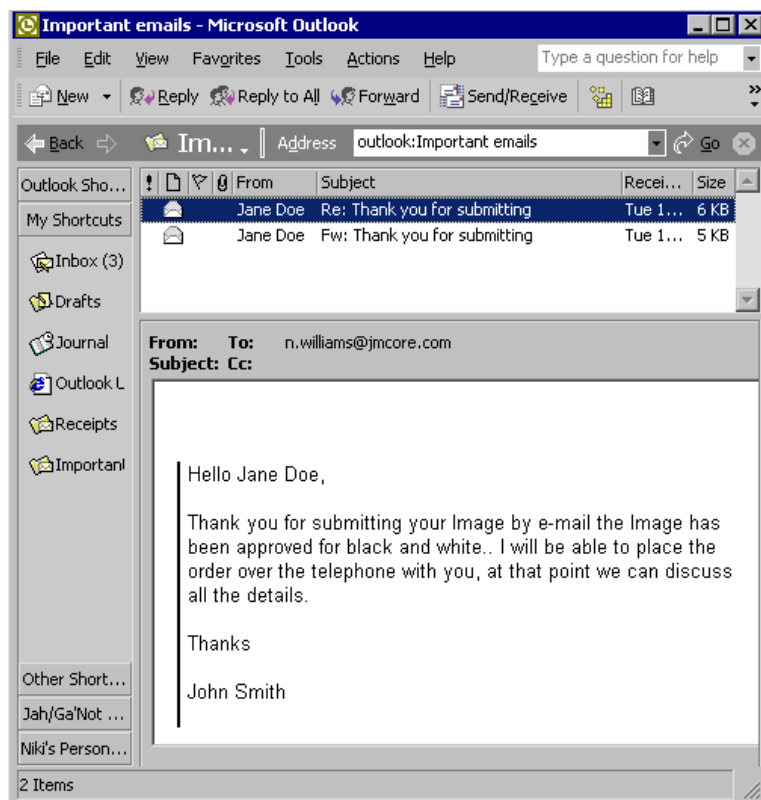 Important emails - Microsoft Outlook
File Edit View Favorites Tools Actions Help Type a question for help
New Reply Reply to All Forward Send/Receive »
Back Im... Address outlook:Important emails Go
Outlook Sho... ! From Subject Recei... Size
My Shortcuts Jane Doe Re: Thank you for submitting Tue 1... 6 KB
Jane Doe Fw: Thank you for submitting Tue 1... 5 KB
Inbox (3)
Drafts
Journal
Outlook L
Receipts
Important
Other Short...
Jah/Ga'Not ...
Niki's Person...
From: To: n.williams@jmcore.com
Subject: Cc:
Hello Jane Doe,
Thank you for submitting your Image by e-mail the Image has
been approved for black and white.. I will be able to place the
order over the telephone with you, at that point we can discuss
all the details.
Thanks
John Smith
2 Items